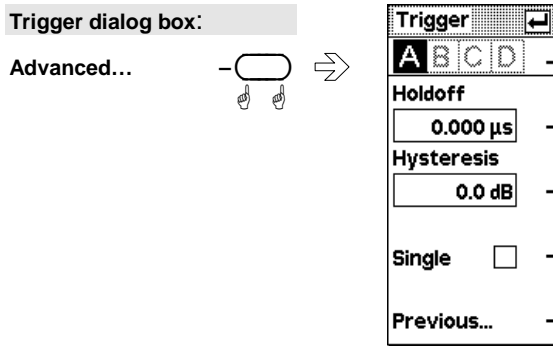 Trigger dialog box:
Advanced…
Trigger
A B C D
Holdoff
0.000 µs
Hysteresis
0.0 dB
Single
Previous...